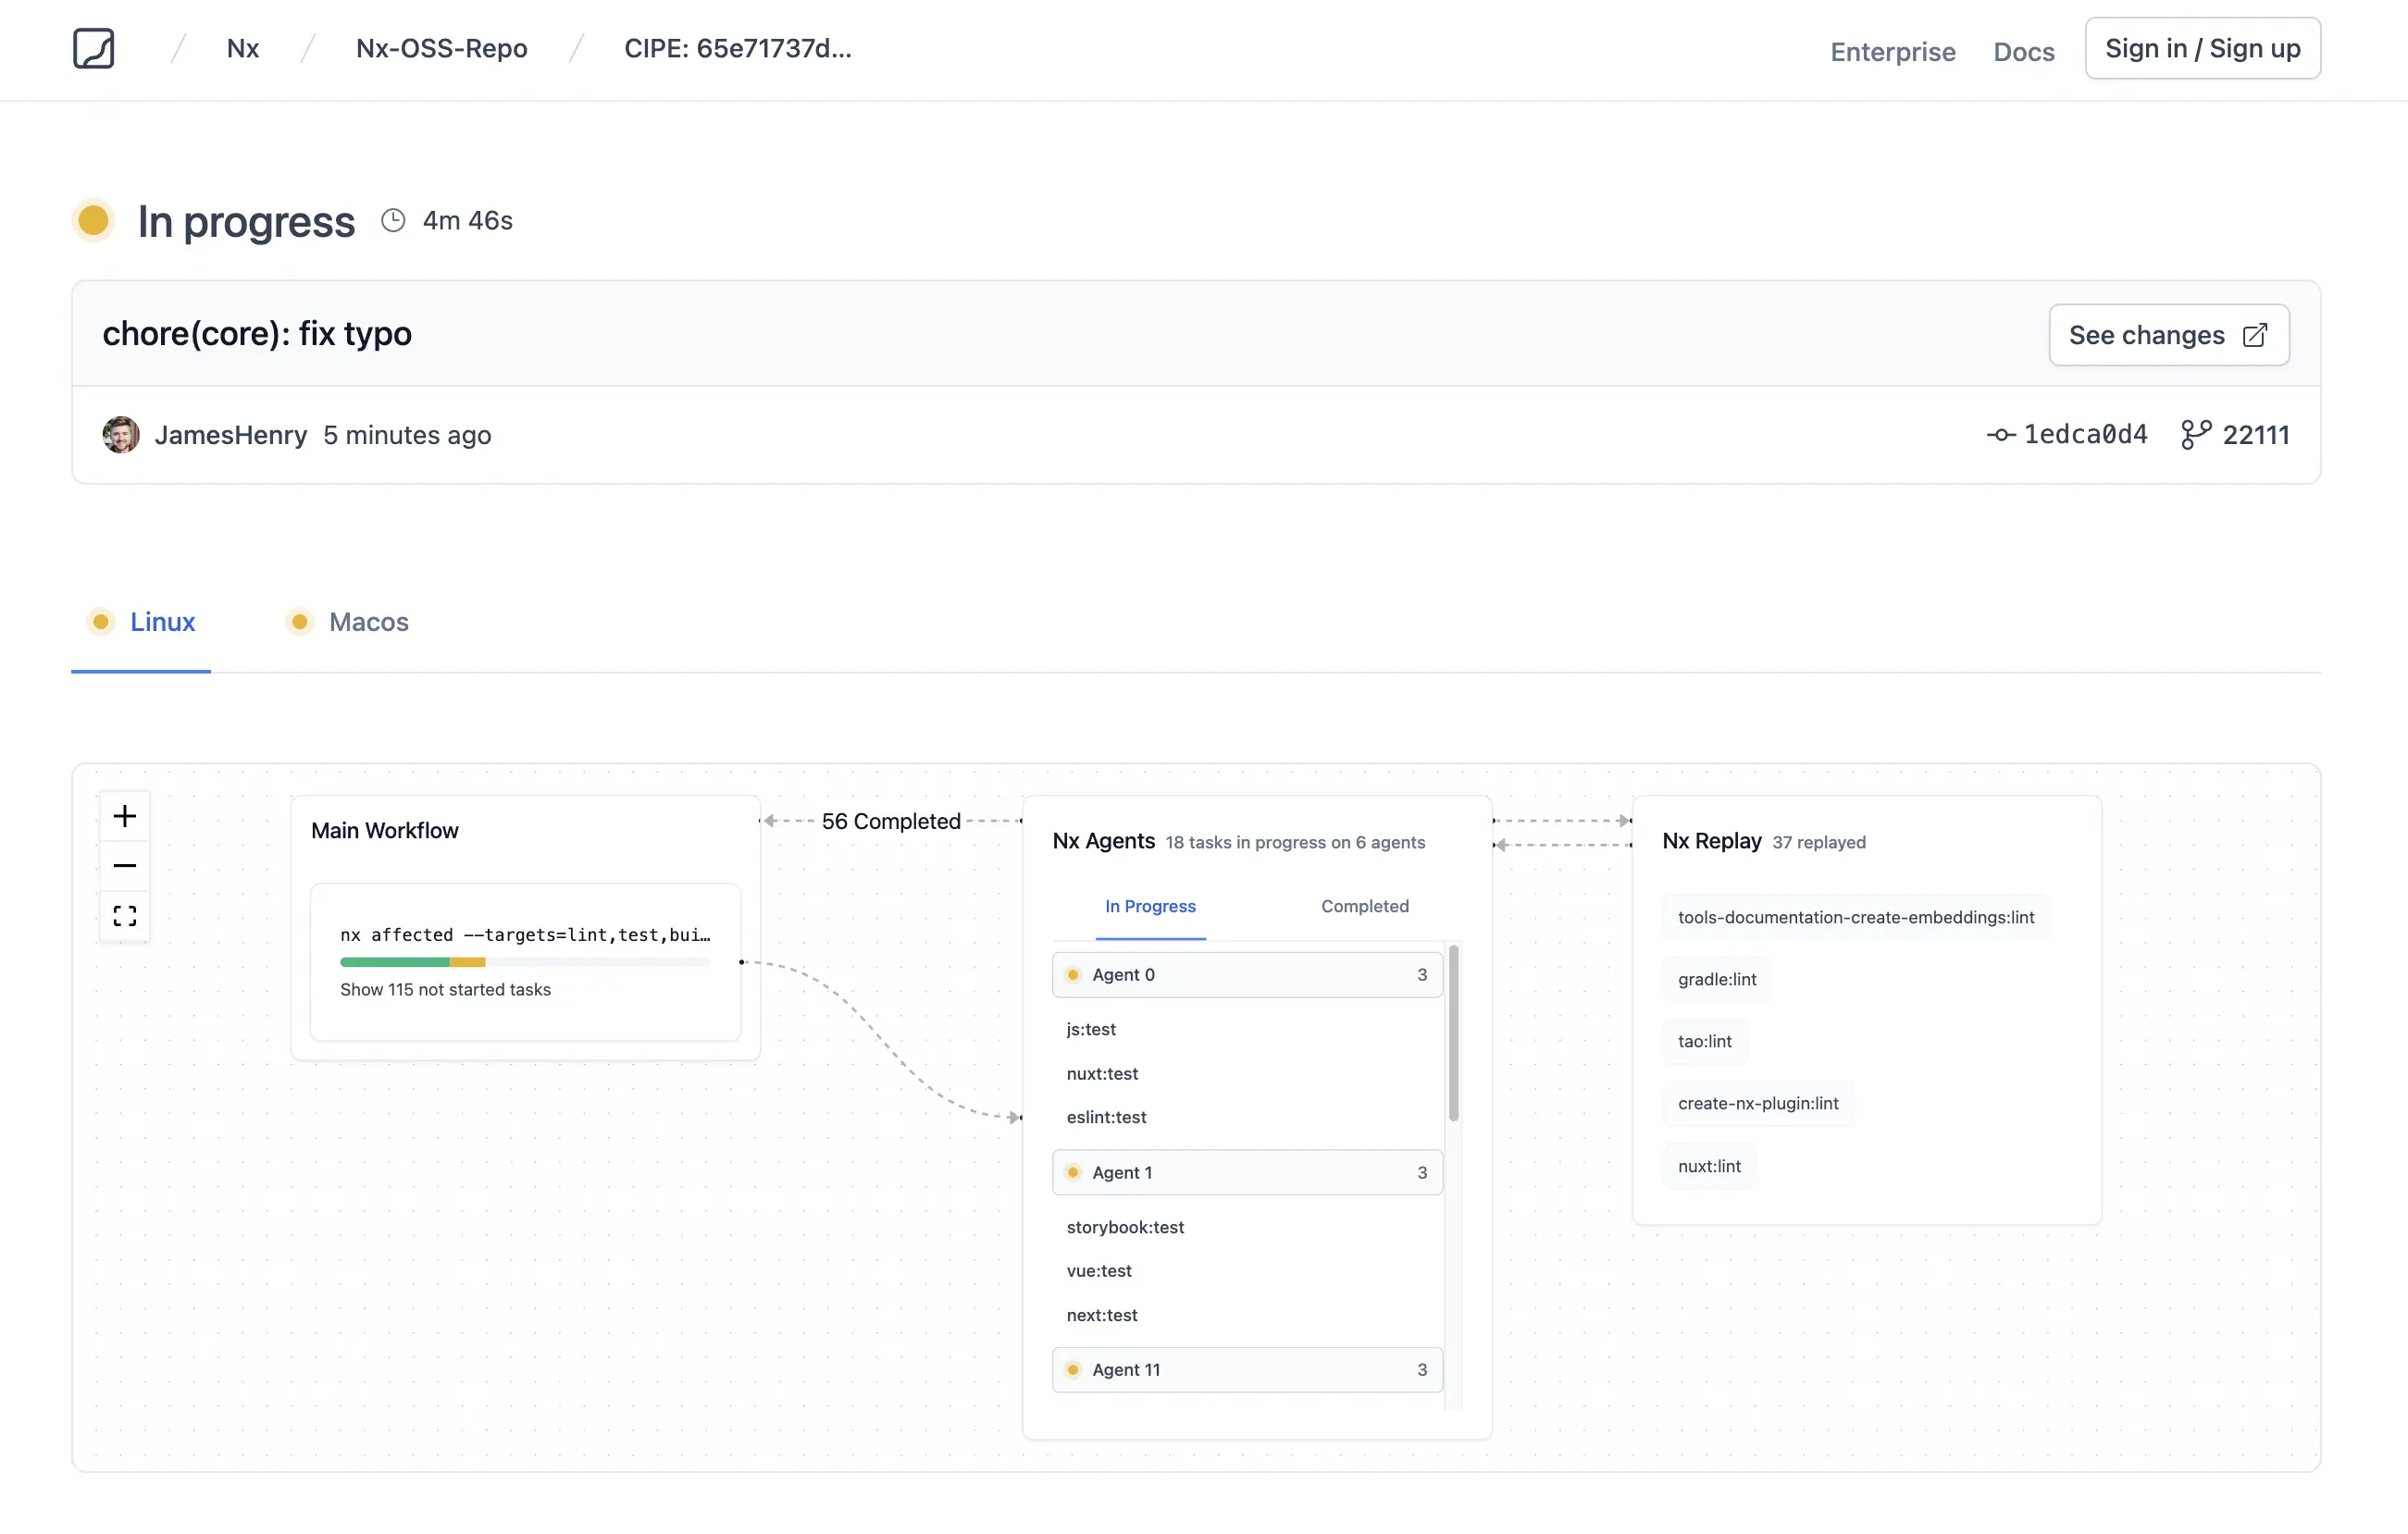 / Nx / Nx-OSS-Repo / CIPE: 65e71737d...
Enterprise Docs Sign in / Sign up
In progress 4m 46s
chore(core): fix typo
See changes
JamesHenry 5 minutes ago
1edca0d4 22111
Linux Macos
Main Workflow
nx affected --targets=lint,test,bui…
Show 115 not started tasks
56 Completed
Nx Agents 18 tasks in progress on 6 agents
In Progress Completed
Agent 0 3
js:test
nuxt:test
eslint:test
Agent 1 3
storybook:test
vue:test
next:test
Agent 11 3
Nx Replay 37 replayed
tools-documentation-create-embeddings:lint
gradle:lint
tao:lint
create-nx-plugin:lint
nuxt:lint